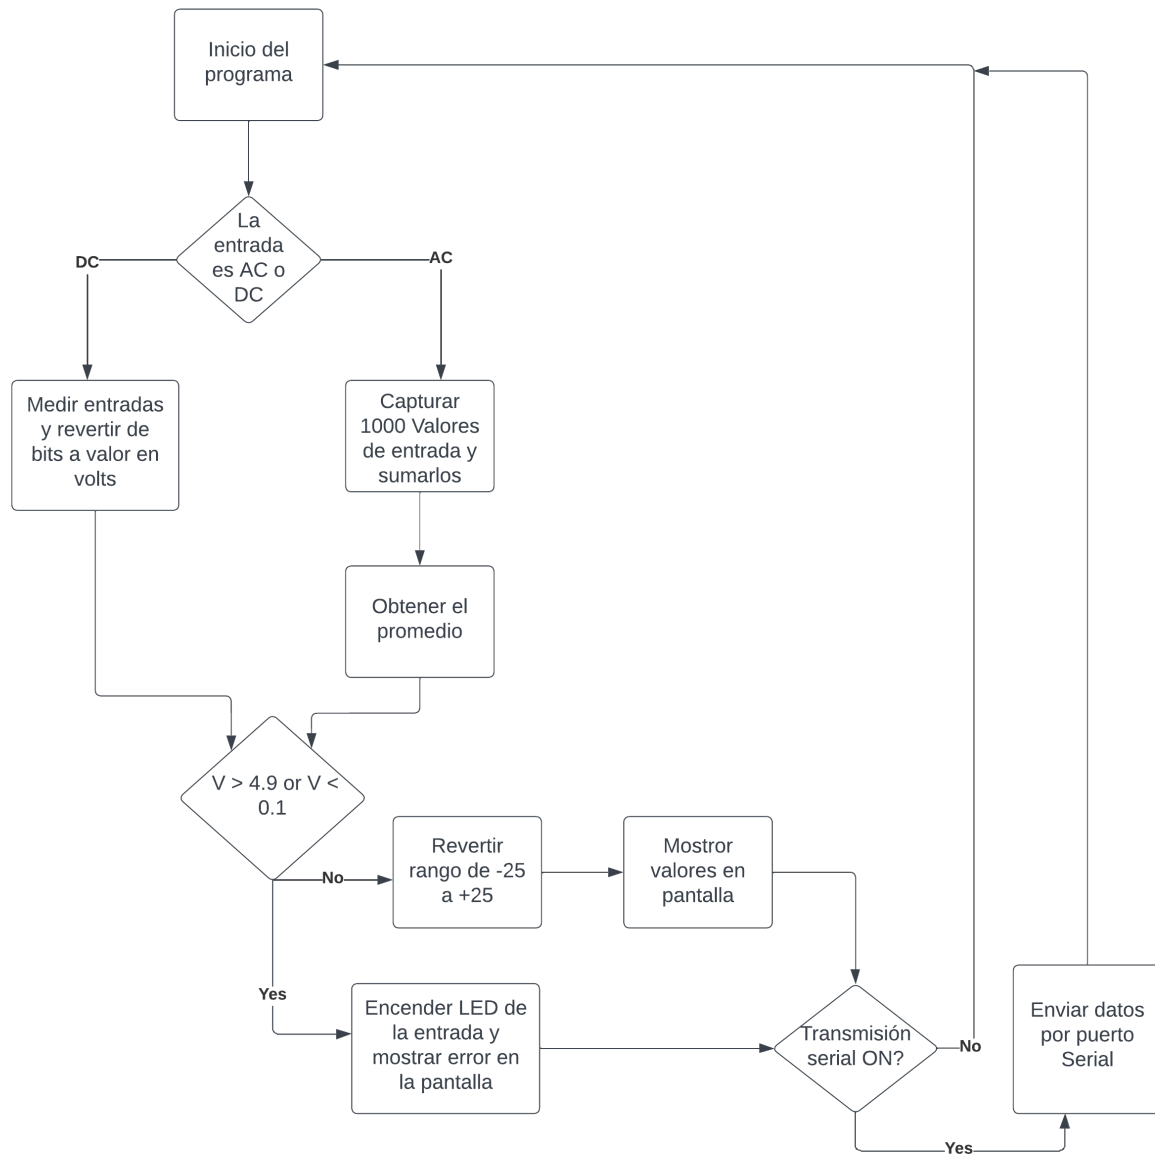 Inicio del
programa
La
entrada
es AC o
DC
DC
AC
Medir entradas
y revertir de
bits a valor en
volts
Capturar
1000 Valores
de entrada y
sumarlos
Obtener el
promedio
V > 4.9 or V <
0.1
No
Revertir
rango de -25
a +25
Mostror
valores en
pantalla
Yes
Encender LED de
la entrada y
mostrar error en
la pantalla
Transmisión
serial ON?
No
Yes
Enviar datos
por puerto
Serial